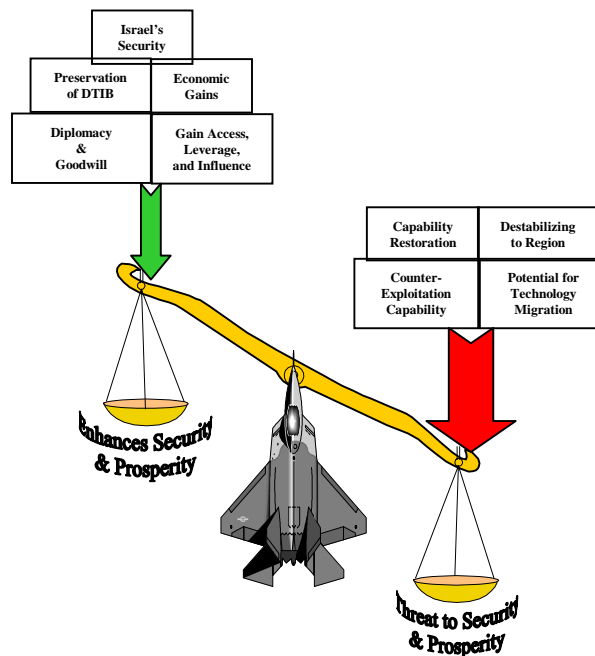 Israel's
Security
Preservation
of DTIB
Economic
Gains
Diplomacy
&
Goodwill
Gain Access,
Leverage,
and Influence
Capability
Restoration
Destabilizing
to Region
Counter-
Exploitation
Capability
Potential for
Technology
Migration
Enhances Security
& Prosperity
Threat to Security
& Prosperity